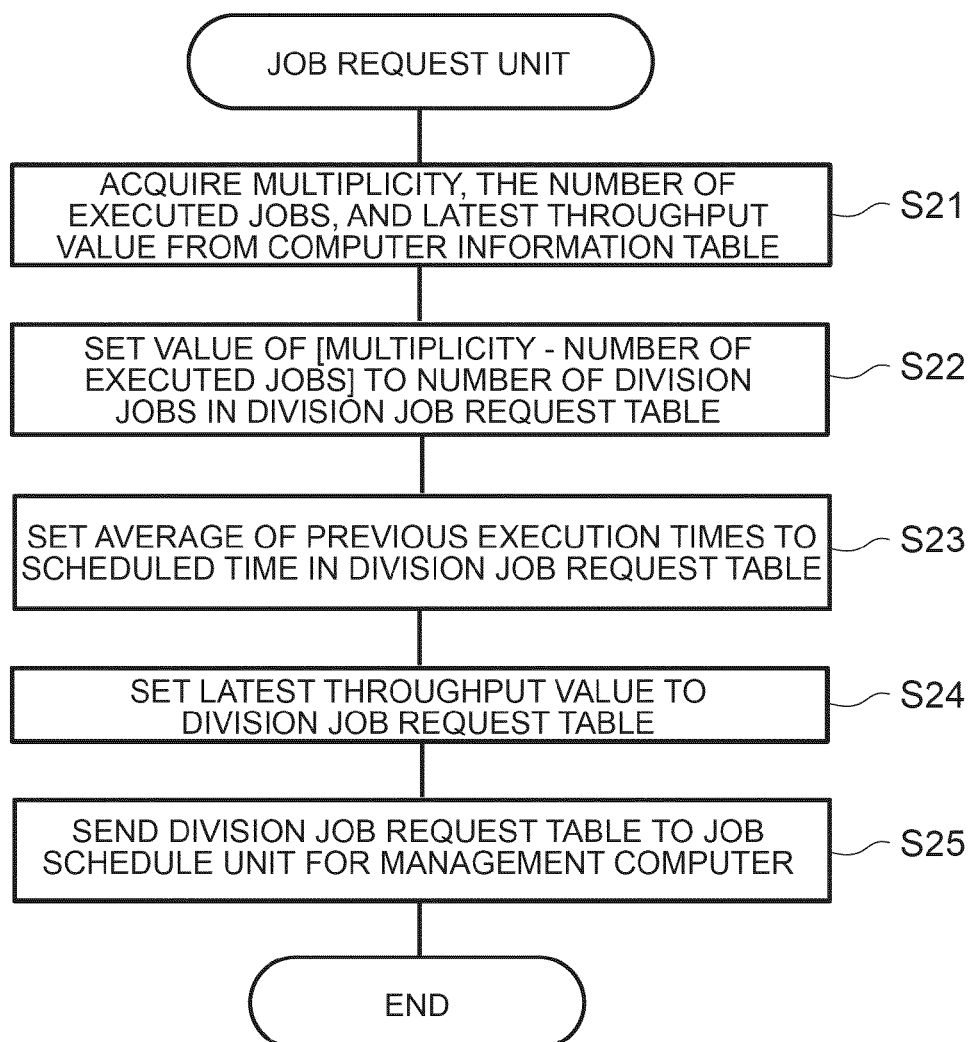 JOB REQUEST UNIT
ACQUIRE MULTIPLICITY, THE NUMBER OF
EXECUTED JOBS, AND LATEST THROUGHPUT
VALUE FROM COMPUTER INFORMATION TABLE
S21
SET VALUE OF [MULTIPLICITY - NUMBER OF
EXECUTED JOBS] TO NUMBER OF DIVISION
JOBS IN DIVISION JOB REQUEST TABLE
S22
SET AVERAGE OF PREVIOUS EXECUTION TIMES TO
SCHEDULED TIME IN DIVISION JOB REQUEST TABLE
S23
SET LATEST THROUGHPUT VALUE TO
DIVISION JOB REQUEST TABLE
S24
SEND DIVISION JOB REQUEST TABLE TO JOB
SCHEDULE UNIT FOR MANAGEMENT COMPUTER
S25
END